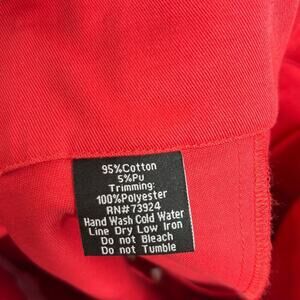 95%Cotton
5%Pu
Trimming:
100%Polyester
RN#73924
Hand Wash Cold Water
Line Dry Low Iron
Do not Bleach
Do not Tumble